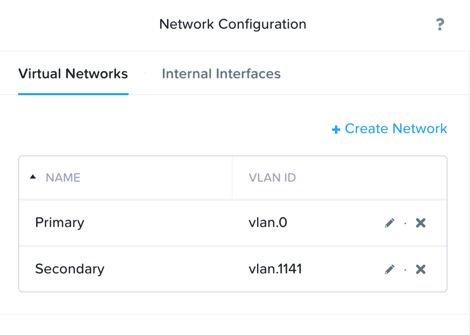 Network Configuration ?
Virtual Networks · Internal Interfaces
+ Create Network
NAME VLAN ID
Primary vlan.0 ·
Secondary vlan.1141 ·